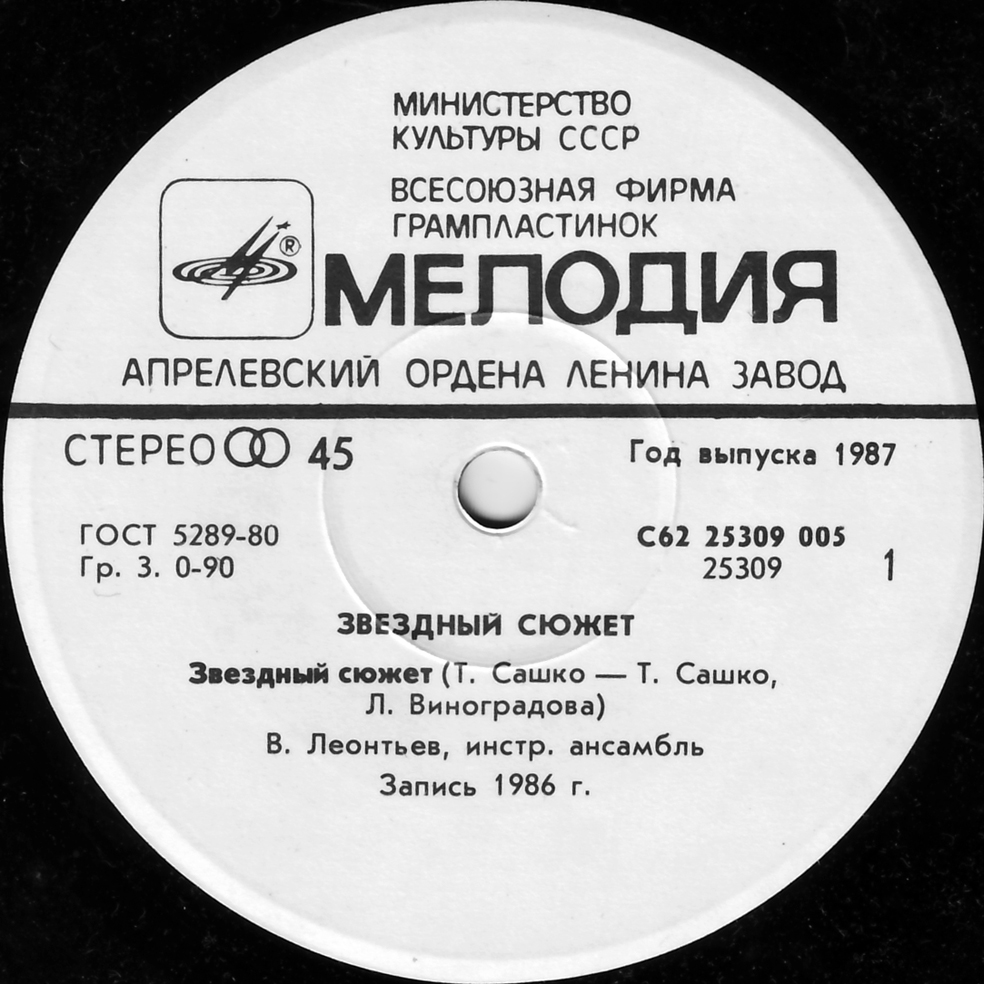 МИНИСТЕРСТВО
КУЛЬТУРЫ СССР
ВСЕСОЮЗНАЯ ФИРМА
ГРАМПЛАСТИНОК
®
МЕЛОДИЯ
АПРЕЛЕВСКИЙ ОРДЕНА ЛЕНИНА ЗАВОД
СТЕРЕО 45
Год выпуска 1987
ГОСТ 5289-80
Гр. 3. 0-90
С62 25309 005
25309
1
ЗВЕЗДНЫЙ СЮЖЕТ
Звездный сюжет (Т. Сашко — Т. Сашко,
Л. Виноградова)
В. Леонтьев, инстр. ансамбль
Запись 1986 г.